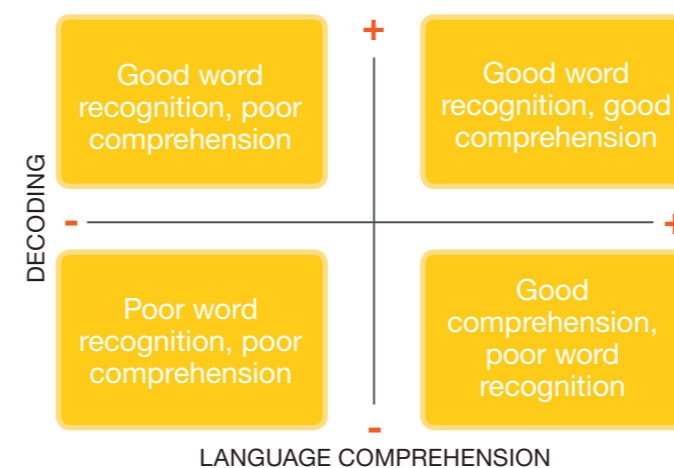 +
Good word
recognition, poor
comprehension
Good word
recognition, good
comprehension
DECODING
-
+
Poor word
recognition, poor
comprehension
Good
comprehension,
poor word
recognition
-
LANGUAGE COMPREHENSION